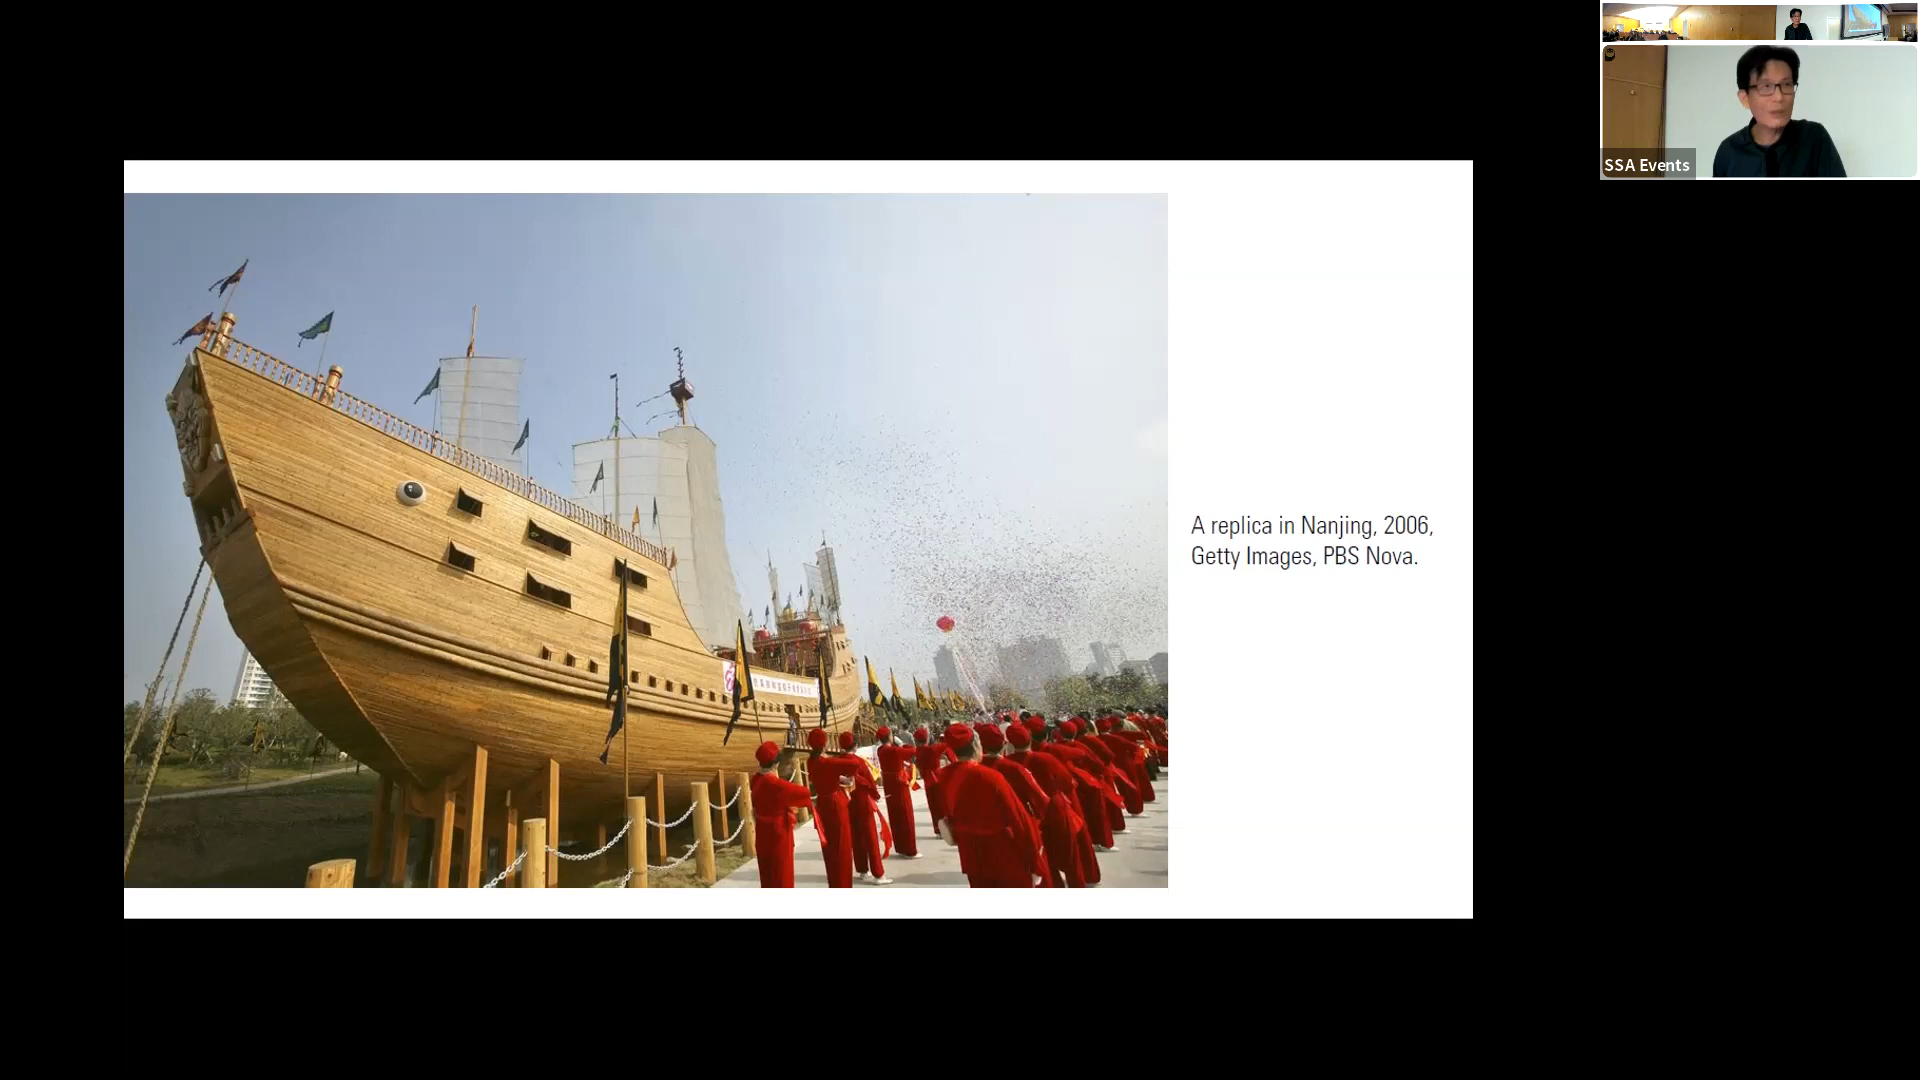 SSA Events
A replica in Nanjing, 2006,
Getty Images, PBS Nova.